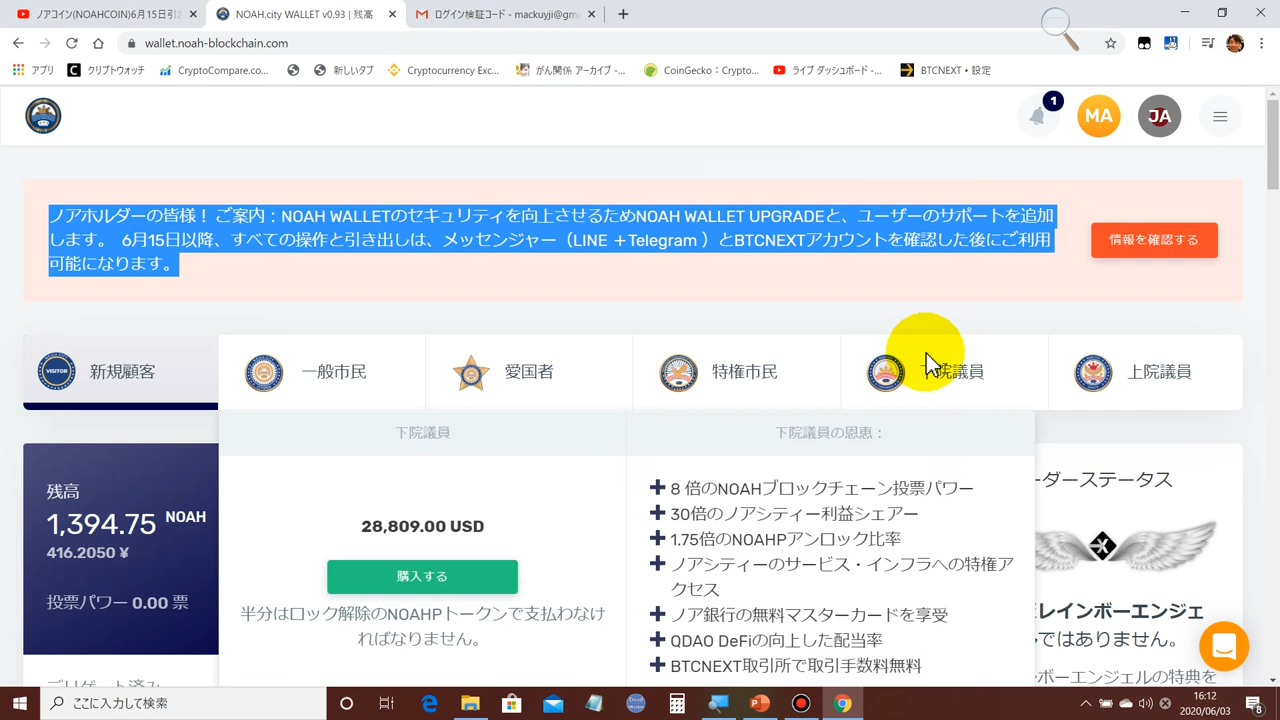 ノアコイン(NOAHCOIN)6月15日引き
NOAH.city WALLET v0.93 | 残高
ログイン検証コード - mackuyji@gma
wallet.noah-blockchain.com
アプリ
クリプトウォッチ
CryptoCompare.co...
新しいタブ
Cryptocurrency Exc...
がん関係 アーカイブ -...
CoinGecko：Crypto...
ライブ ダッシュボード -...
BTCNEXT • 設定
1
MA
JA
ノアホルダーの皆様！ ご案内：NOAH WALLETのセキュリティを向上させるためNOAH WALLET UPGRADEと、ユーザーのサポートを追加
します。 6月15日以降、すべての操作と引き出しは、メッセンジャー（LINE ＋Telegram ）とBTCNEXTアカウントを確認した後にご利用
可能になります。
情報を確認する
VISITOR
新規顧客
一般市民
愛国者
特権市民
下院議員
上院議員
下院議員
下院議員の恩恵：
残高
1,394.75 NOAH
416.2050 ¥
投票パワー 0.00 票
28,809.00 USD
購入する
半分はロック解除のNOAHPトークンで支払わなけ
ればなりません。
8 倍のNOAHブロックチェーン投票パワー
30倍のノアシティー利益シェアー
1.75倍のNOAHPアンロック比率
ノアシティーのサービス・インフラへの特権ア
クセス
ノア銀行の無料マスターカードを享受
QDAO DeFiの向上した配当率
BTCNEXT取引所で取引手数料無料
ーダーステータス
レインボーエンジェ
ではありません。
ボーエンジェルの特典を
デリゲート済み
ここに入力して検索
16:12
2020/06/03
8